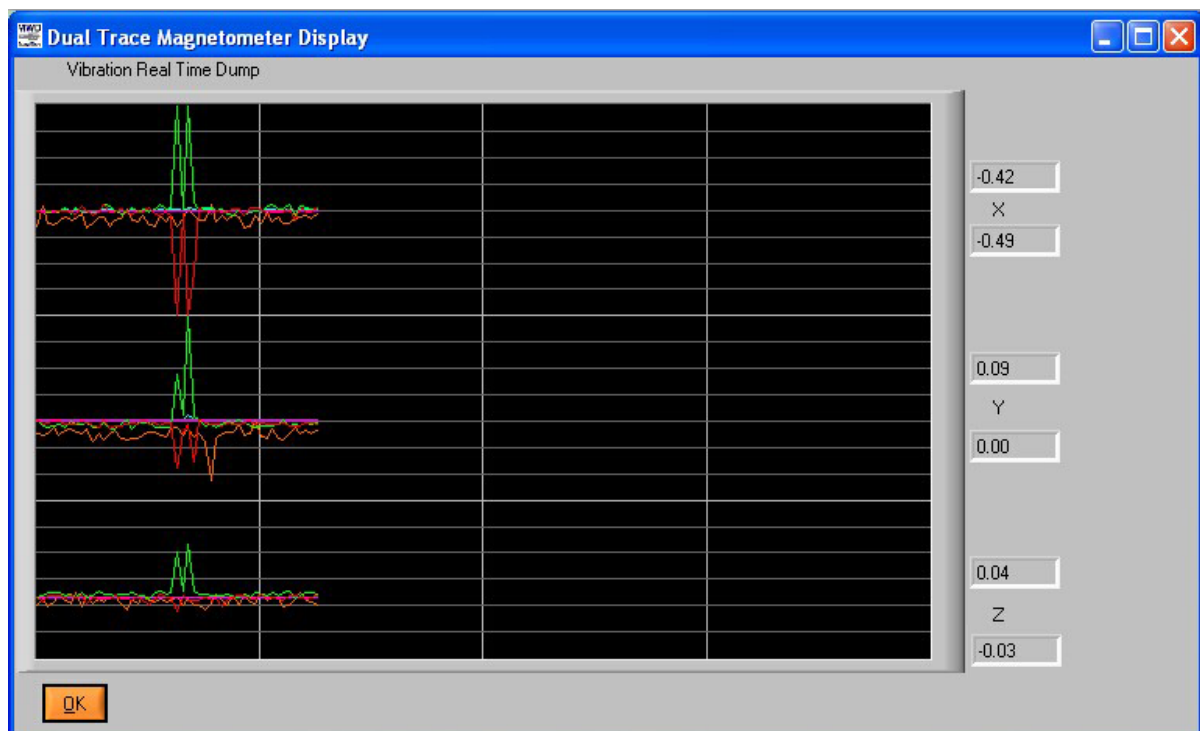 Dual Trace Magnetometer Display
Vibration Real Time Dump
-0.42
X
-0.49
0.09
Y
0.00
0.04
Z
-0.03
OK